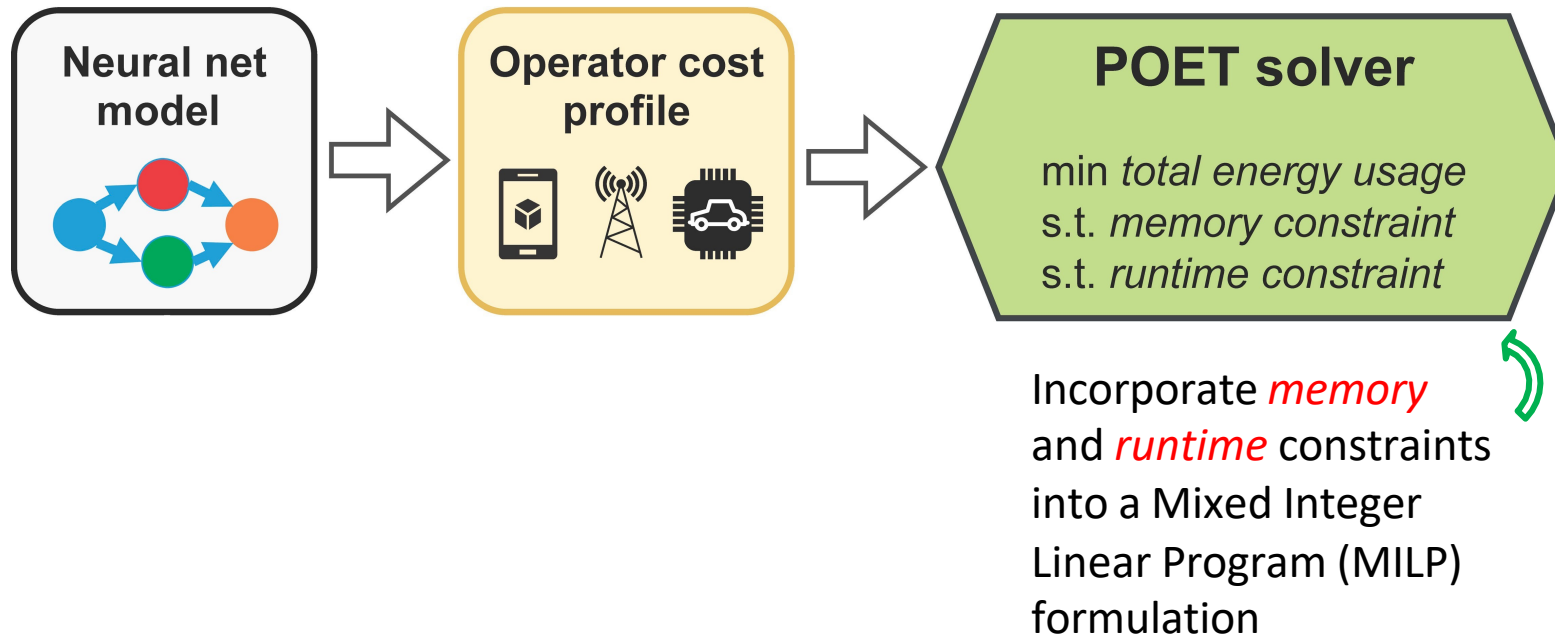 Neural net
model
Operator cost
profile
POET solver
min total energy usage
s.t. memory constraint
s.t. runtime constraint
Incorporate memory
and runtime constraints
into a Mixed Integer
Linear Program (MILP)
formulation